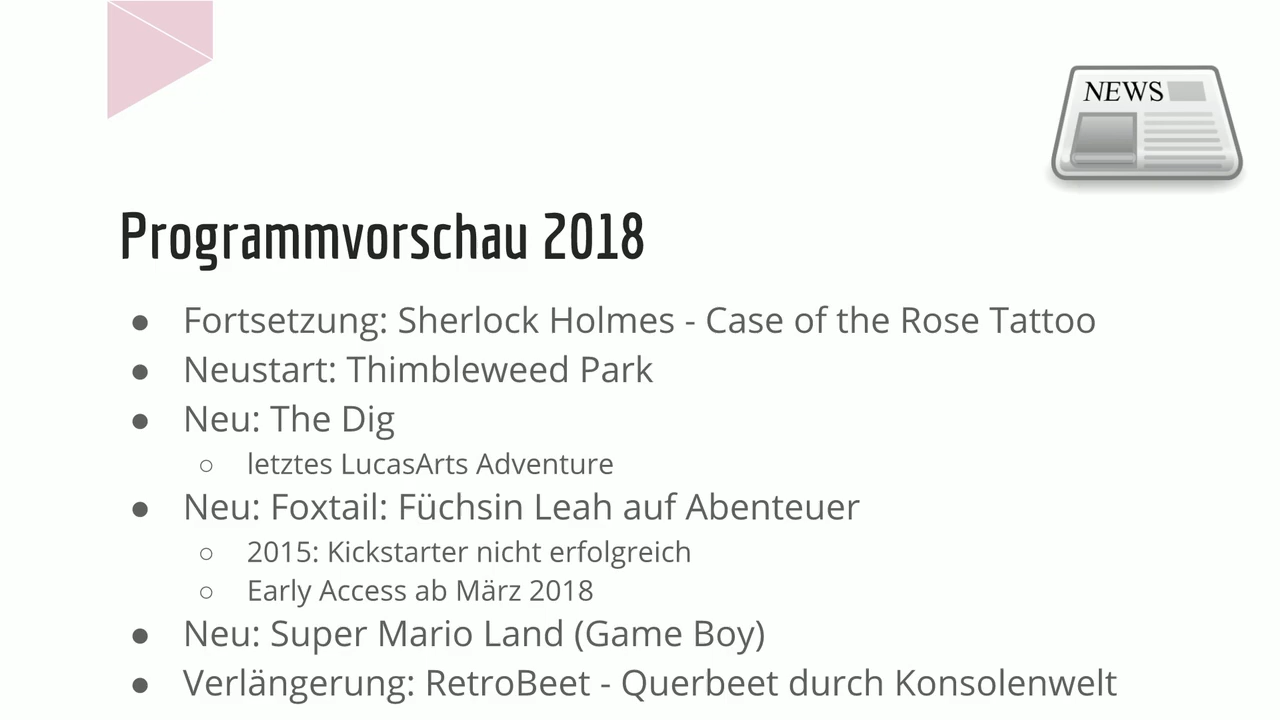 NEWS
Programmvorschau 2018
● Fortsetzung: Sherlock Holmes - Case of the Rose Tattoo
● Neustart: Thimbleweed Park
● Neu: The Dig
○ letztes LucasArts Adventure
● Neu: Foxtail: Füchsin Leah auf Abenteuer
○ 2015: Kickstarter nicht erfolgreich
○ Early Access ab März 2018
● Neu: Super Mario Land (Game Boy)
● Verlängerung: RetroBeet - Querbeet durch Konsolenwelt